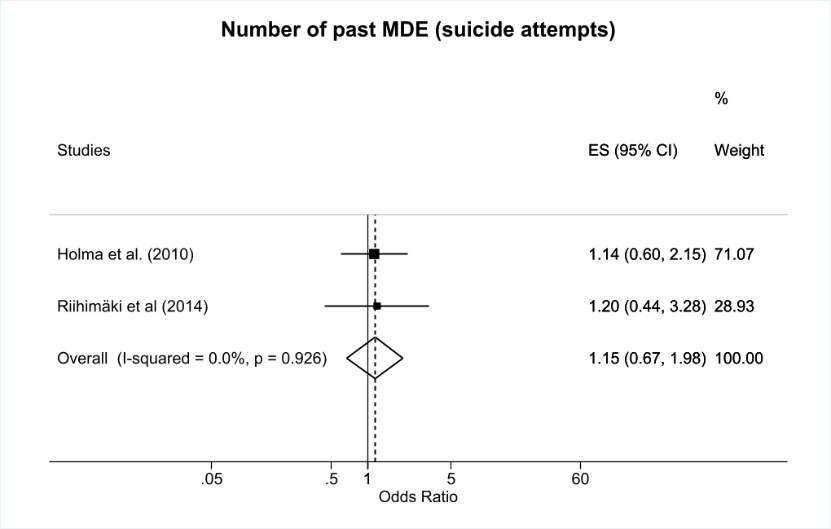 Number of past MDE (suicide attempts)
%
Studies ES (95% CI) Weight
Holma et al. (2010) 1.14 (0.60, 2.15) 71.07
Riihimäki et al (2014) 1.20 (0.44, 3.28) 28.93
Overall (I-squared = 0.0%, p = 0.926) 1.15 (0.67, 1.98) 100.00
.05 .5 1 5 60
Odds Ratio